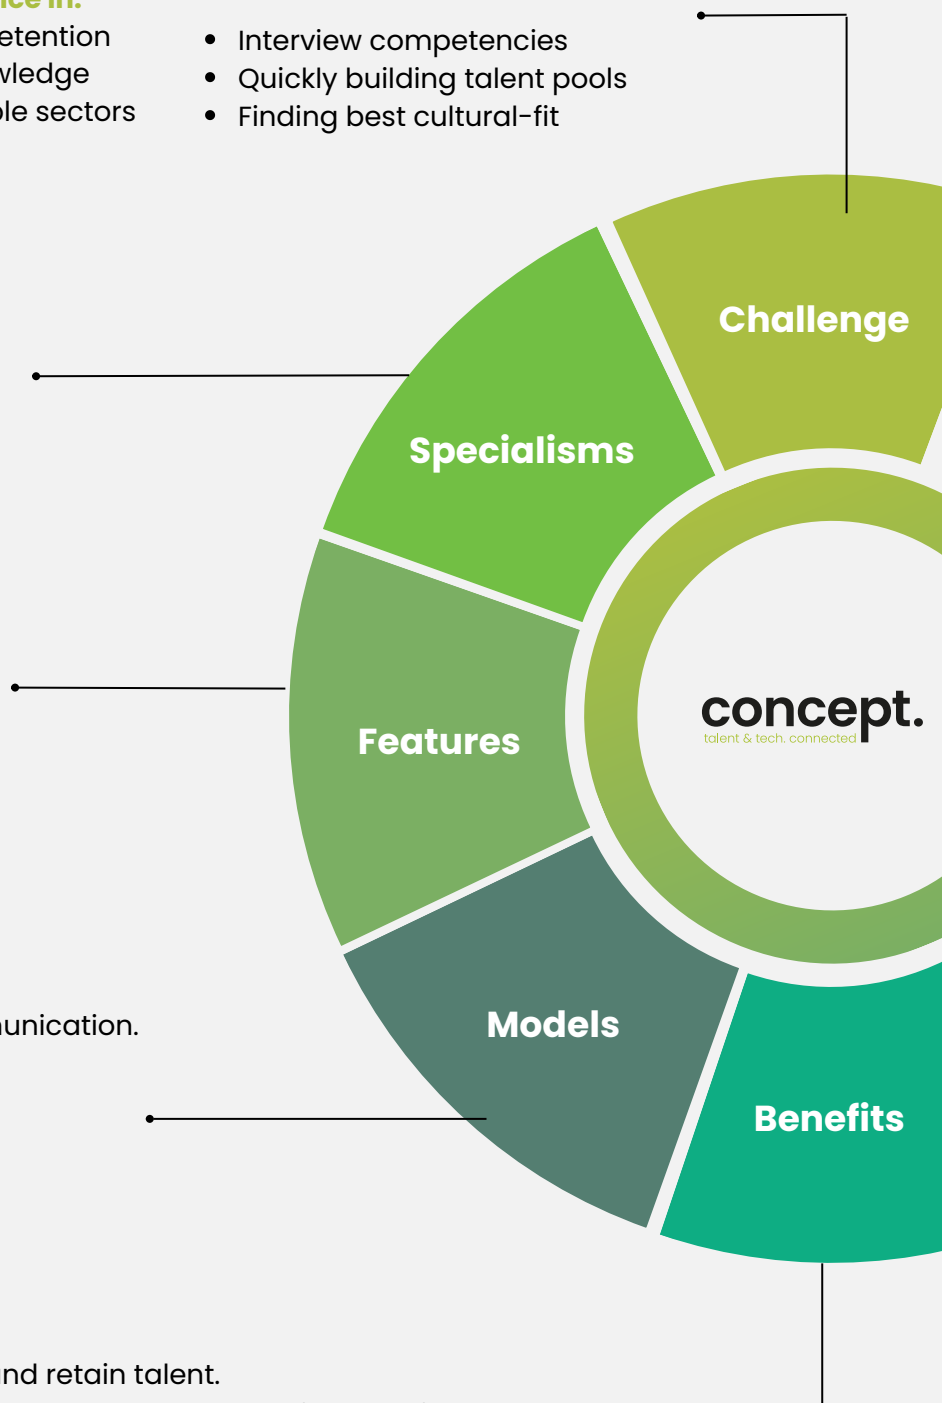 in:
etention
wledge
sectors
Interview competencies
Quickly building talent pools
Finding best cultural-fit
Challenge
Specialisms
Features
concept.
talent & tech. connected
Models
Benefits
unication.
nd retain talent.